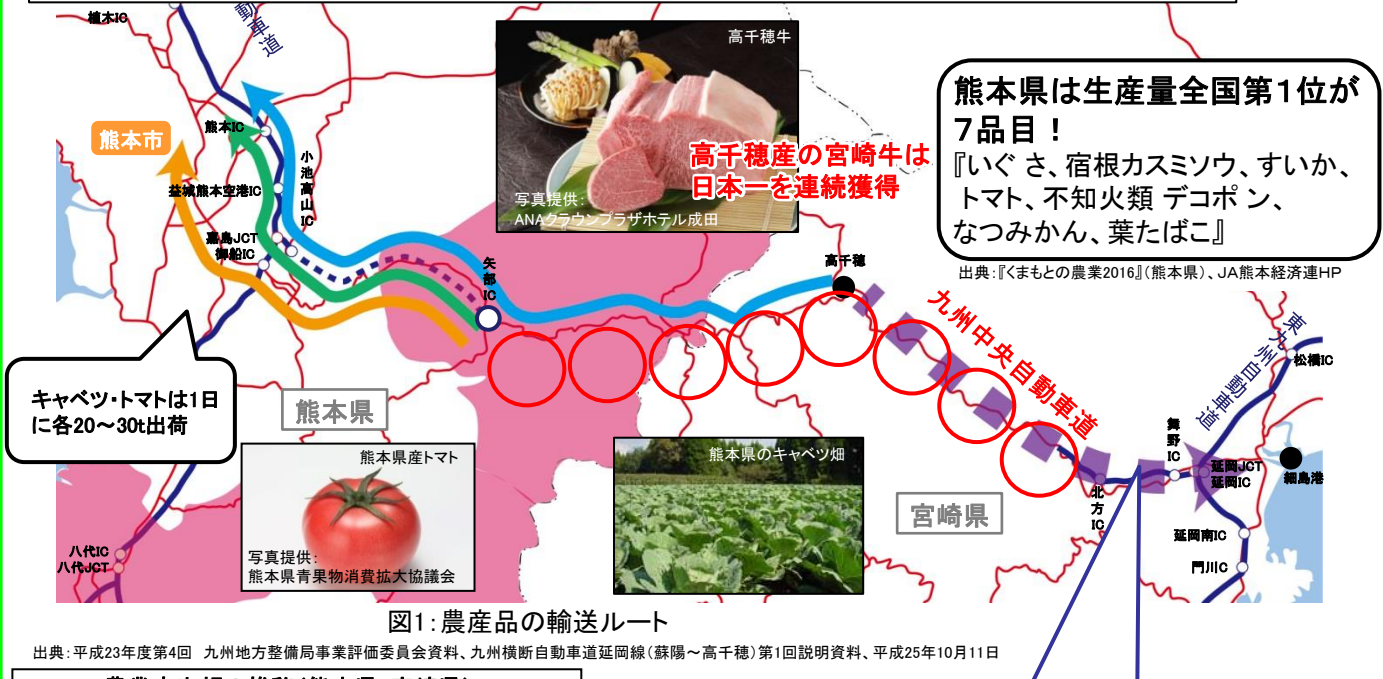 植木IC
動車道
熊本市
熊本IC
小池高山IC
益城熊本空港IC
嘉島JCT
御船IC
矢部IC
高千穂牛
写真提供:
ANAクラウンプラザホテル成田
高千穂産の宮崎牛は
日本一を連続獲得
熊本県は生産量全国第1位が
7品目！
『いぐ さ、宿根カスミソウ、すいか、
トマト、不知火類 デコポ ン、
なつみかん、葉たばこ』
出典:『くまもとの農業2016』(熊本県)、JA熊本経済連HP
高千穂
九州中央自動車道
東九州自動車道
松橋IC
舞野IC
延岡JCT
延岡IC
細島港
北方IC
延岡南IC
門川IC
宮崎県
キャベツ・トマトは1日
に各20～30t出荷
熊本県
熊本県産トマト
写真提供:
熊本県青果物消費拡大協議会
熊本県のキャベツ畑
八代IC
八代JCT
図1:農産品の輸送ルート
出典:平成23年度第4回 九州地方整備局事業評価委員会資料、九州横断自動車道延岡線(蘇陽～高千穂)第1回説明資料、平成25年10月11日